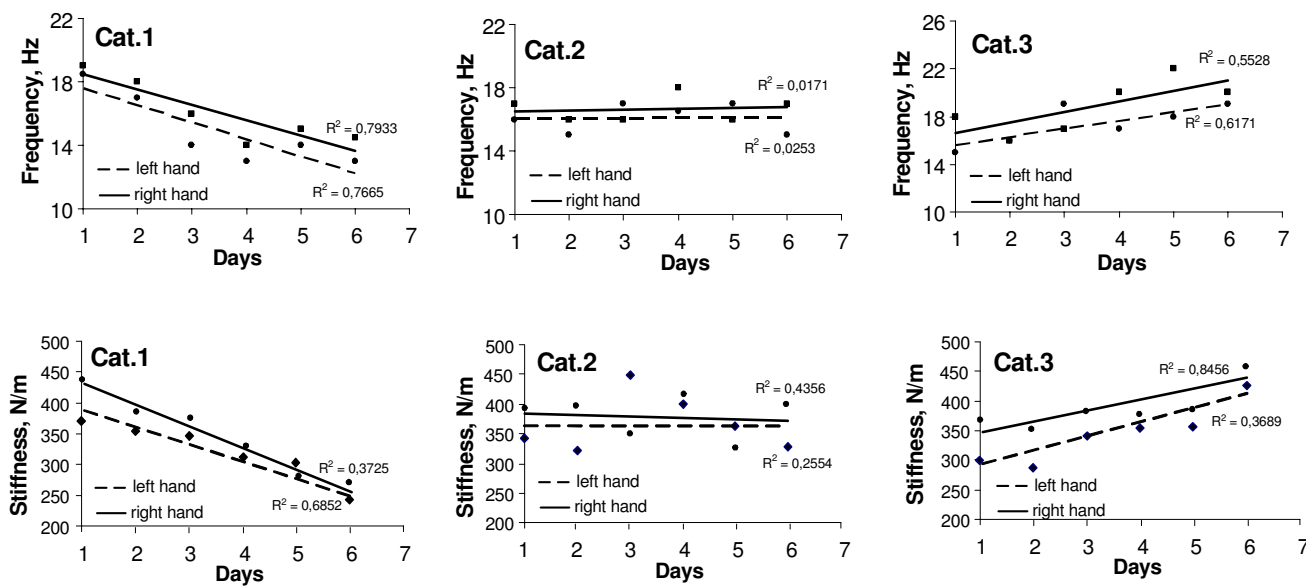 Cat.1
Frequency, Hz
22
18
14
10
R² = 0,7933
R² = 0,7665
left hand
right hand
1 2 3 4 5 6 7
Days
Cat.2
Frequency, Hz
22
18
14
10
R² = 0,0171
R² = 0,0253
left hand
right hand
1 2 3 4 5 6 7
Days
Cat.3
Frequency, Hz
26
22
18
14
10
R² = 0,5528
R² = 0,6171
left hand
right hand
1 2 3 4 5 6 7
Days
Cat.1
Stiffness, N/m
500
450
400
350
300
250
200
R² = 0,3725
R² = 0,6852
left hand
right hand
1 2 3 4 5 6 7
Days
Cat.2
Stiffness, N/m
500
450
400
350
300
250
200
R² = 0,4356
R² = 0,2554
left hand
right hand
1 2 3 4 5 6 7
Days
Cat.3
Stiffness, N/m
500
450
400
350
300
250
200
R² = 0,8456
R² = 0,3689
left hand
right hand
1 2 3 4 5 6 7
Days